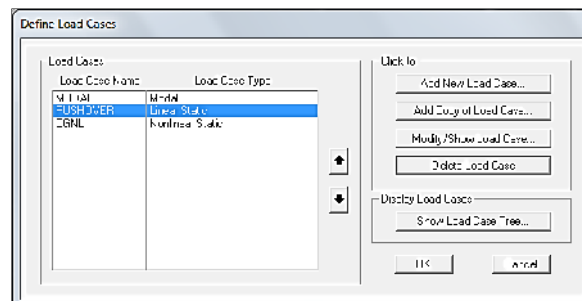 Define Load Cases
Load Cases
Load Case Name Load Case Type
MODAL Modal
PUSHOVER Linear Static
CGNL Nonlinear Static
Click to:
Add New Load Case...
Add Copy of Load Case...
Modify/Show Load Case...
Delete Load Case
Display Load Cases
Show Load Case Tree...
OK Cancel